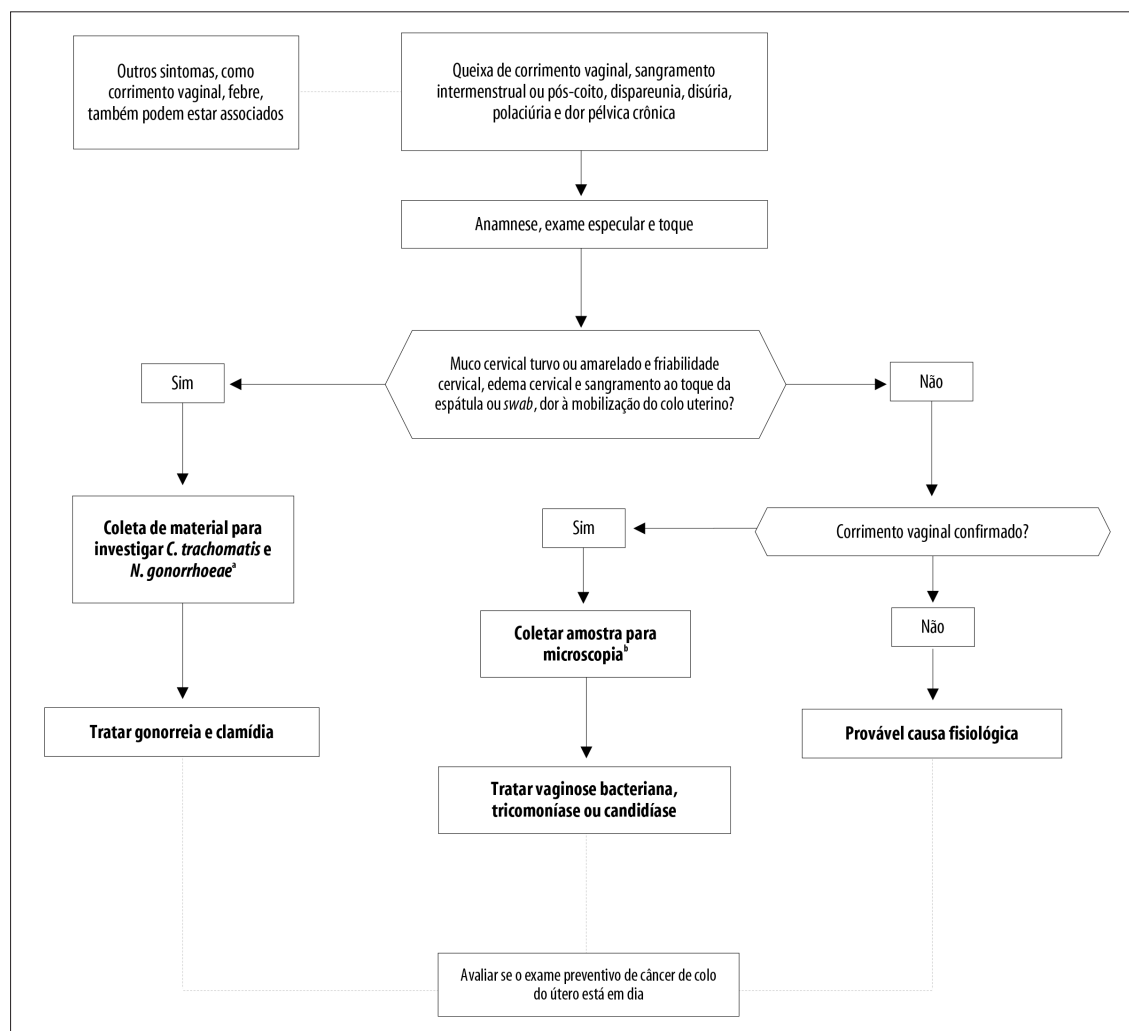 Outros sintomas, como
corrimento vaginal, febre,
também podem estar associados
Queixa de corrimento vaginal, sangramento
intermenstrual ou pós-coito, dispareunia, disúria,
polaciúria e dor pélvica crônica
Anamnese, exame especular e toque
Muco cervical turvo ou amarelado e friabilidade
cervical, edema cervical e sangramento ao toque da
espátula ou swab, dor à mobilização do colo uterino?
Sim
Não
Coleta de material para
investigar C. trachomatis e
N. gonorrhoeaeª
Sim
Corrimento vaginal confirmado?
Coletar amostra para
microscopiaᵇ
Não
Tratar gonorreia e clamídia
Provável causa fisiológica
Tratar vaginose bacteriana,
tricomoníase ou candidíase
Avaliar se o exame preventivo de câncer de colo
do útero está em dia